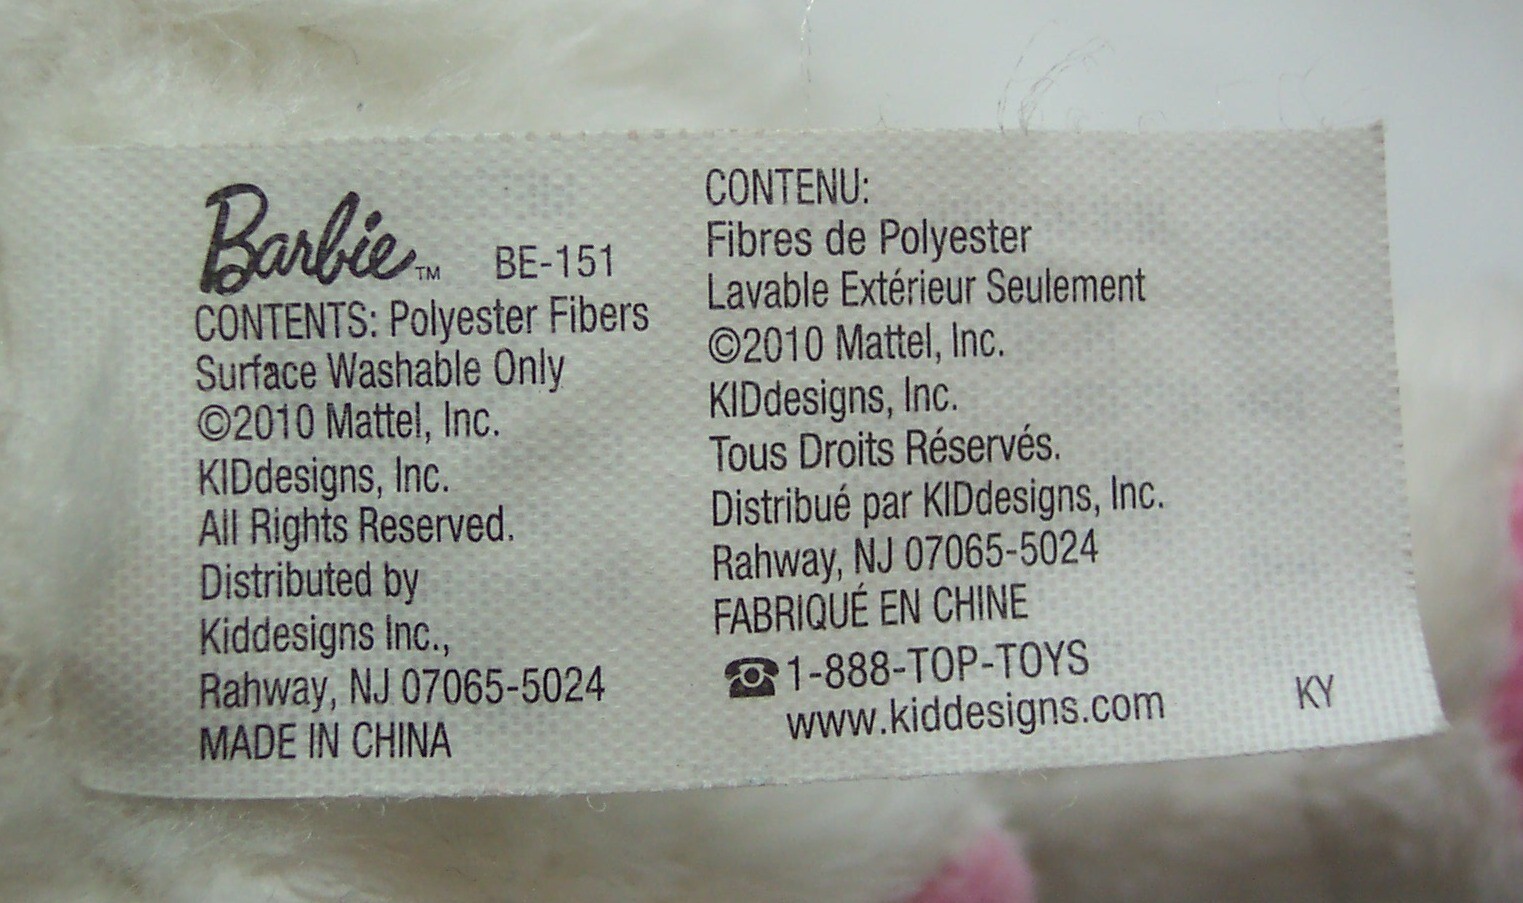 Barbie™ BE-151
CONTENTS: Polyester Fibers
Surface Washable Only
©2010 Mattel, Inc.
KIDdesigns, Inc.
All Rights Reserved.
Distributed by
Kiddesigns Inc.,
Rahway, NJ 07065-5024
MADE IN CHINA
CONTENU:
Fibres de Polyester
Lavable Extérieur Seulement
©2010 Mattel, Inc.
KIDdesigns, Inc.
Tous Droits Réservés.
Distribué par KIDdesigns, Inc.
Rahway, NJ 07065-5024
FABRIQUÉ EN CHINE
☎1-888-TOP-TOYS
www.kiddesigns.com
KY